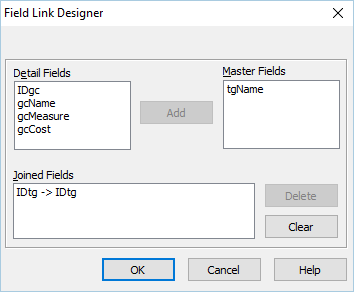 Field Link Designer
Detail Fields
Master Fields
IDgc
gcName
gcMeasure
gcCost
Add
tgName
Joined Fields
IDtg -> IDtg
Delete
Clear
OK
Cancel
Help